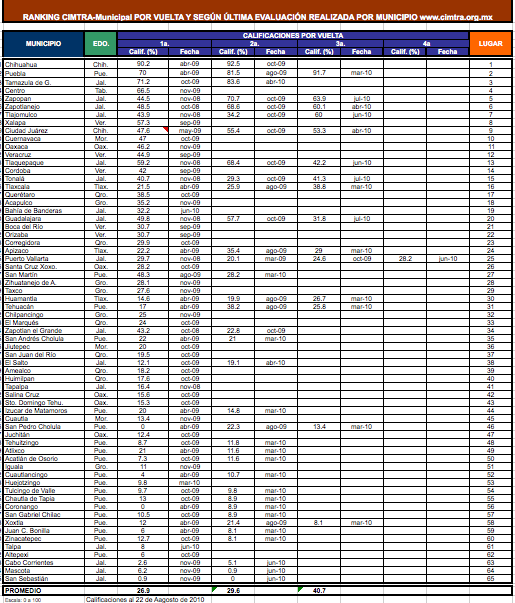 RANKING CIMTRA-Municipal POR VUELTA Y SEGÚN ÚLTIMA EVALUACIÓN REALIZADA POR MUNICIPIO www.cimtra.org.mx
MUNICIPIO EDO. CALIFICACIONES POR VUELTA LUGAR
1a. 2a. 3a. 4a
Calif. (%) Fecha Calif. (%) Fecha Calif. (%) Fecha Calif. (%) Fecha
Chihuahua Chih. 90.2 abr-09 92.5 oct-09 1
Puebla Pue. 70 abr-09 81.5 ago-09 91.7 mar-10 2
Tamazula de G. Jal. 71.2 oct-09 83.6 abr-10 3
Centro Tab. 66.5 nov-09 4
Zapopan Jal. 44.5 nov-08 70.7 oct-09 63.9 jul-10 5
Zapotlanejo Jal. 48.5 oct-08 68.6 oct-09 60.1 abr-10 6
Tlajomulco Jal. 43.9 nov-08 34.2 oct-09 60 jun-10 7
Xalapa Ver. 57.3 sep-09 8
Ciudad Juárez Chih. 47.6 may-09 55.4 oct-09 53.3 abr-10 9
Cuernavaca Mor. 47 oct-09 10
Oaxaca Oax. 46.2 nov-09 11
Veracruz Ver. 44.9 sep-09 12
Tlaquepaque Jal. 59.2 nov-08 68.4 oct-09 42.2 jun-10 13
Cordoba Ver. 42 sep-09 14
Tonalá Jal. 40.7 nov-08 29.3 oct-09 41.3 jul-10 15
Tlaxcala Tlax. 21.5 abr-09 25.9 ago-09 38.8 mar-10 16
Querétaro Qro. 38.5 oct-09 17
Acapulco Gro. 35.2 nov-09 18
Bahía de Banderas Jal. 32.2 jun-10 19
Guadalajara Jal. 49.8 nov-08 57.7 oct-09 31.8 jul-10 20
Boca del Río Ver. 30.7 sep-09 21
Orizaba Ver. 30.7 sep-09 22
Corregidora Qro. 29.9 oct-09 23
Apizaco Tlax. 22.2 abr-09 35.4 ago-09 29 mar-10 24
Puerto Vallarta Jal. 29.7 nov-08 20.1 mar-09 24.6 oct-09 28.2 jun-10 25
Santa Cruz Xoxo. Oax. 28.2 oct-09 26
San Martín Pue. 48.3 ago-09 28.2 mar-10 27
Zihuatanejo de A. Gro. 28.1 nov-09 28
Taxco Gro. 27.6 nov-09 29
Huamantla Tlax. 14.6 abr-09 19.9 ago-09 26.7 mar-10 30
Tehuacán Pue. 17 abr-09 38.2 ago-09 25.8 mar-10 31
Chilpancingo Gro. 25 nov-09 32
El Marqués Qro. 24 oct-09 33
Zapotlan el Grande Jal. 43.2 oct-08 22.8 oct-09 34
San Andrés Cholula Pue. 22 abr-09 21 mar-10 35
Jiutepec Mor. 20 oct-09 36
San Juan del Río Qro. 19.5 oct-09 37
El Salto Jal. 12.1 oct-09 19.1 abr-10 38
Amealco Qro. 18.2 oct-09 39
Huimilpan Qro. 17.6 oct-09 40
Tapalpa Jal. 16.4 nov-08 41
Salina Cruz Oax. 15.6 oct-09 42
Sto. Domingo Tehu. Oax. 15.3 oct-09 43
Izucar de Matamoros Pue. 20 abr-09 14.8 mar-10 44
Cuautla Mor. 13.4 nov-09 45
San Pedro Cholula Pue. 0 abr-09 22.3 ago-09 13.4 mar-10 46
Juchitán Oax. 12.4 oct-09 47
Tehuitzingo Pue. 8.7 oct-09 11.8 mar-10 48
Atlixco Pue. 21 abr-09 11.6 mar-10 49
Acatlán de Osorio Pue. 7.3 oct-09 11.6 mar-10 50
Iguala Gro. 11 nov-09 51
Cuautlancingo Pue. 4 abr-09 10.7 mar-10 52
Huejotzingo Pue. 9.8 mar-10 53
Tulcingo de Valle Pue. 9.7 oct-09 9.8 mar-10 54
Chautla de Tapia Pue. 13 oct-09 8.9 mar-10 55
Coronango Pue. 0 abr-09 8.9 mar-10 56
San Gabriel Chilac Pue. 10.5 oct-09 8.9 mar-10 57
Xoxtla Pue. 12 abr-09 21.4 ago-09 8.1 mar-10 58
Juan C. Bonilla Pue. 6 abr-09 8.1 mar-10 59
Zinacatepec Pue. 12.7 oct-09 8.1 mar-10 60
Talpa Jal. 8 jun-10 61
Altepexi Pue. 6 oct-09 62
Cabo Corrientes Jal. 2.6 nov-09 5.1 jun-10 63
Mascota Jal. 6.2 nov-09 0.9 jun-10 64
San Sebastián Jal. 0.9 nov-09 0 jun-10 65
PROMEDIO 26.9 29.6 40.7
Escala: 0 a 100 Calificaciones al 22 de Aagosto de 2010